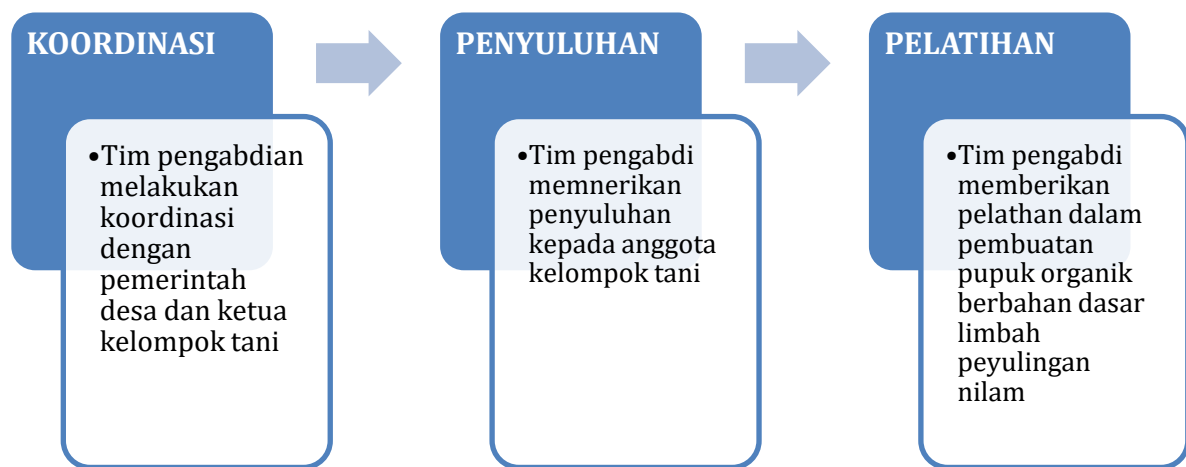 KOORDINASI
•Tim pengabdian
melakukan
koordinasi
dengan
pemerintah
desa dan ketua
kelompok tani
PENYULUHAN
•Tim pengabdi
memnerikan
penyuluhan
kepada anggota
kelompok tani
PELATIHAN
•Tim pengabdi
memberikan
pelathan dalam
pembuatan
pupuk organik
berbahan dasar
limbah
peyulingan
nilam